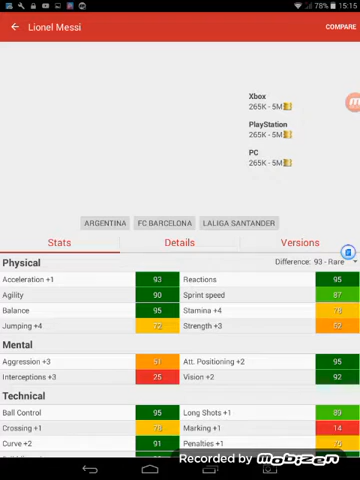 78% 15:15
Lionel Messi COMPARE
Xbox
265K - 5M
PlayStation
265K - 5M
PC
265K - 5M
ARGENTINA FC BARCELONA LALIGA SANTANDER
Stats Details Versions
Physical Difference: 93 - Rare
Acceleration +1 93 Reactions 95
Agility 90 Sprint speed 87
Balance 95 Stamina +4 78
Jumping +4 72 Strength +3 62
Mental
Aggression +3 51 Att. Positioning +2 95
Interceptions +3 25 Vision +2 92
Technical
Ball Control 95 Long Shots +1 89
Crossing +1 78 Marking +1 14
Curve +2 91 Penalties +1 76
Recorded by mobizen